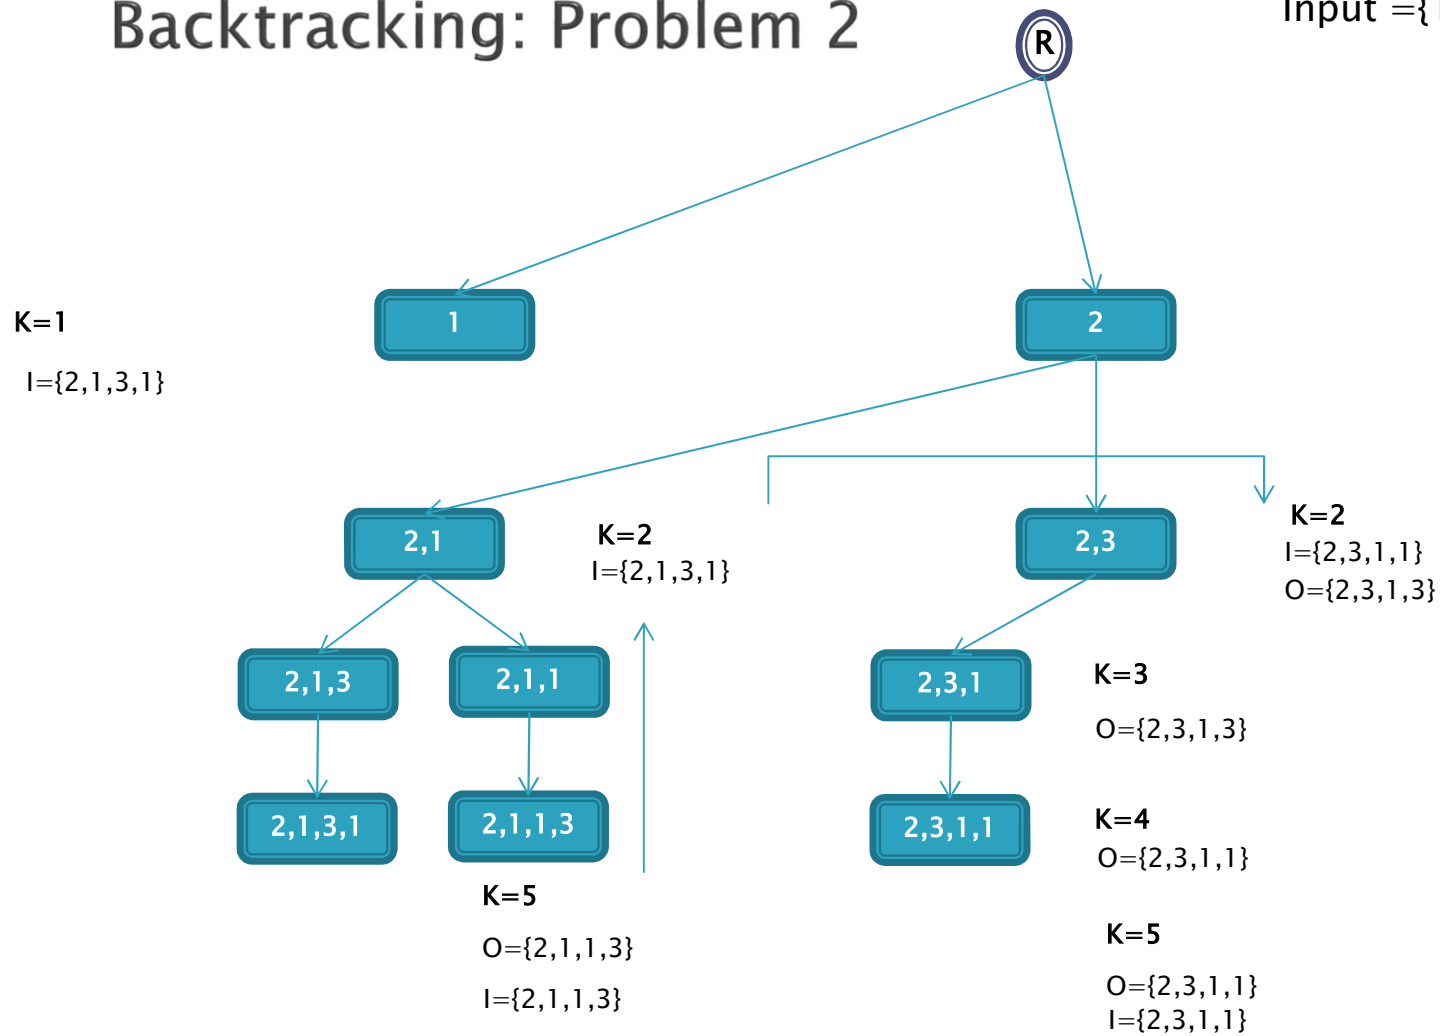 Backtracking: Problem 2
Input ={
R
1
2
K=1
I={2,1,3,1}
2,1
K=2
I={2,1,3,1}
2,3
K=2
I={2,3,1,1}
O={2,3,1,3}
2,1,3
2,1,1
2,3,1
K=3
O={2,3,1,3}
2,1,3,1
2,1,1,3
2,3,1,1
K=4
O={2,3,1,1}
K=5
O={2,1,1,3}
I={2,1,1,3}
K=5
O={2,3,1,1}
I={2,3,1,1}